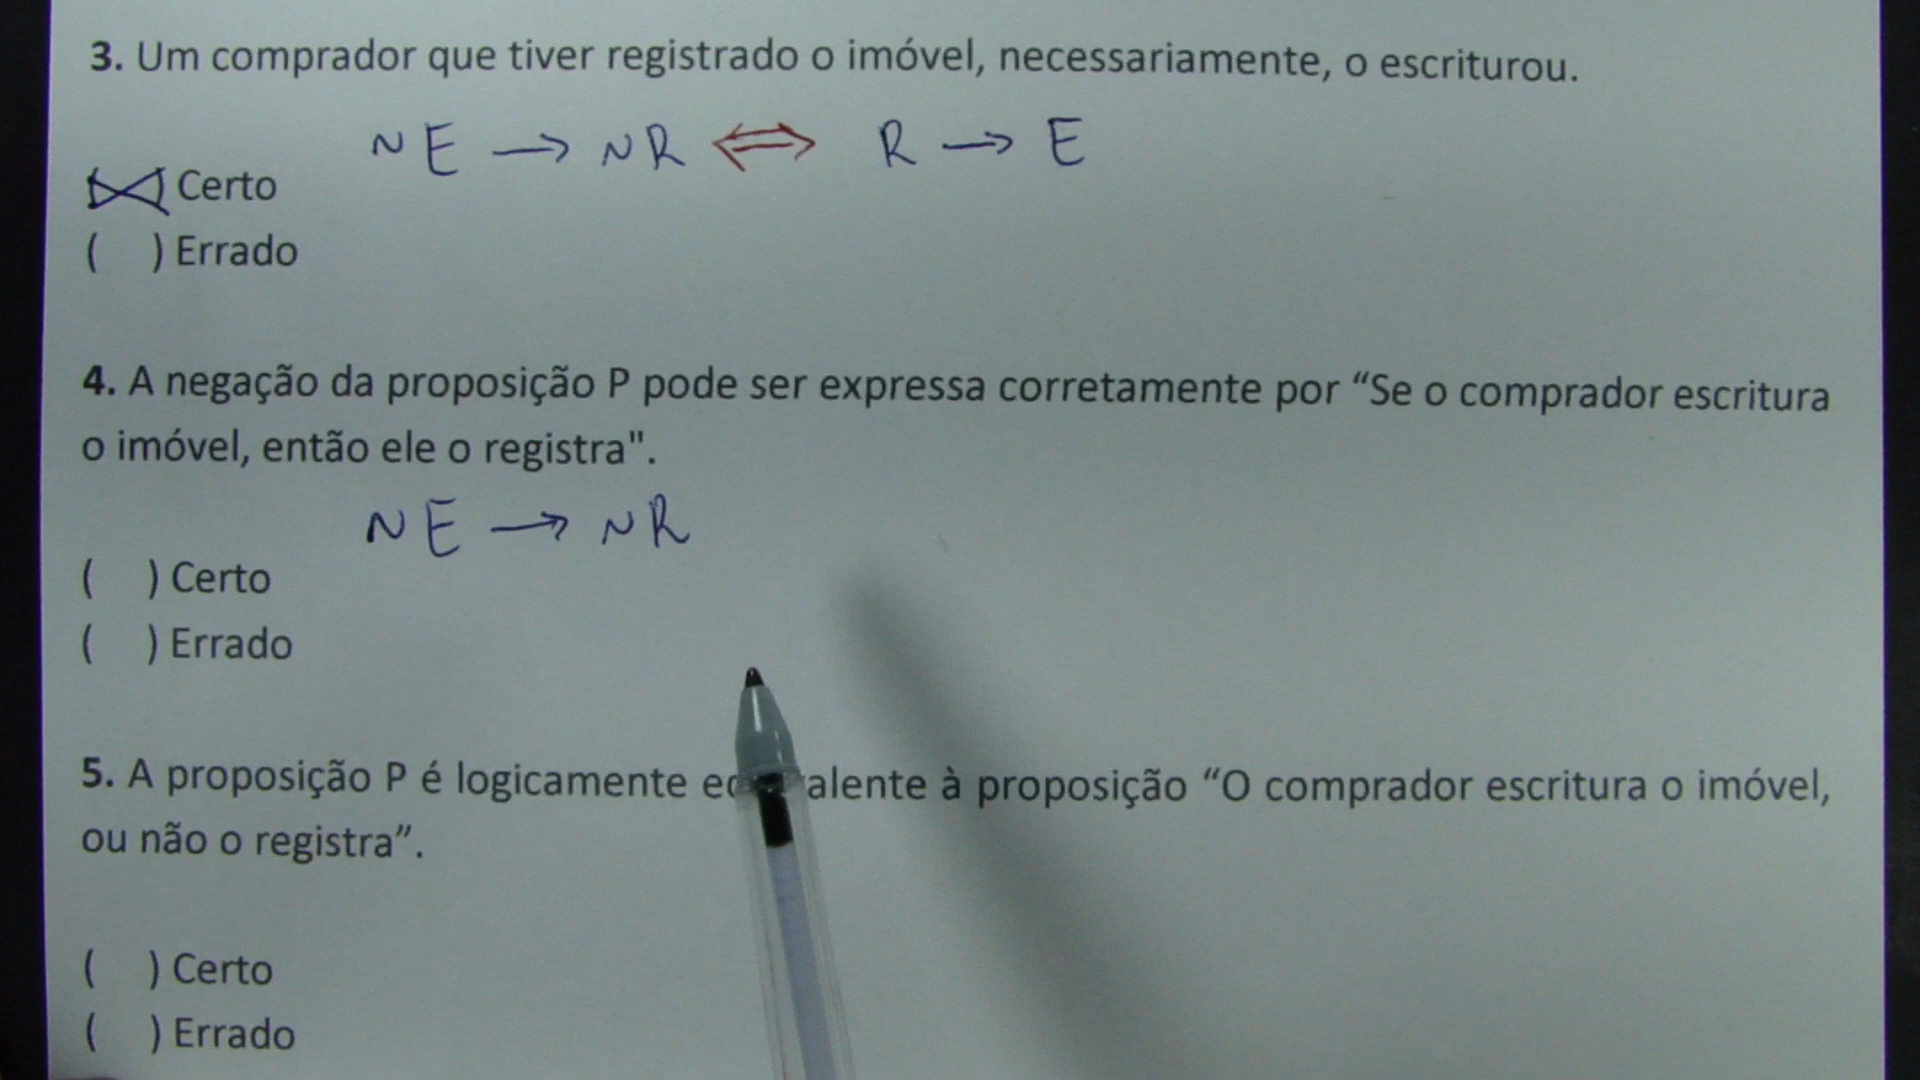 3. Um comprador que tiver registrado o imóvel, necessariamente, o escriturou.
~ E → ~ R ⇔ R → E
Certo
( ) Errado
4. A negação da proposição P pode ser expressa corretamente por “Se o comprador escritura
o imóvel, então ele o registra".
~ E → ~ R
( ) Certo
( ) Errado
5. A proposição P é logicamente à proposição “O comprador escritura o imóvel,
ou não o registra”.
( ) Certo
( ) Errado